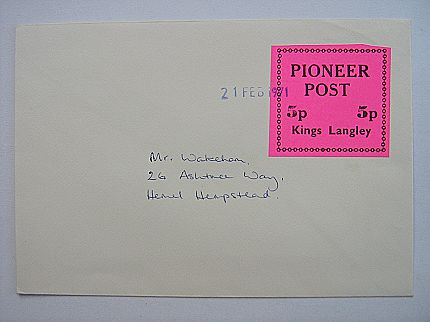 PIONEER
POST
5p 5p
Kings Langley
21 FEB 1971
Mr. Wakeham,
26 Ashtree Way,
Hemel Hempstead.